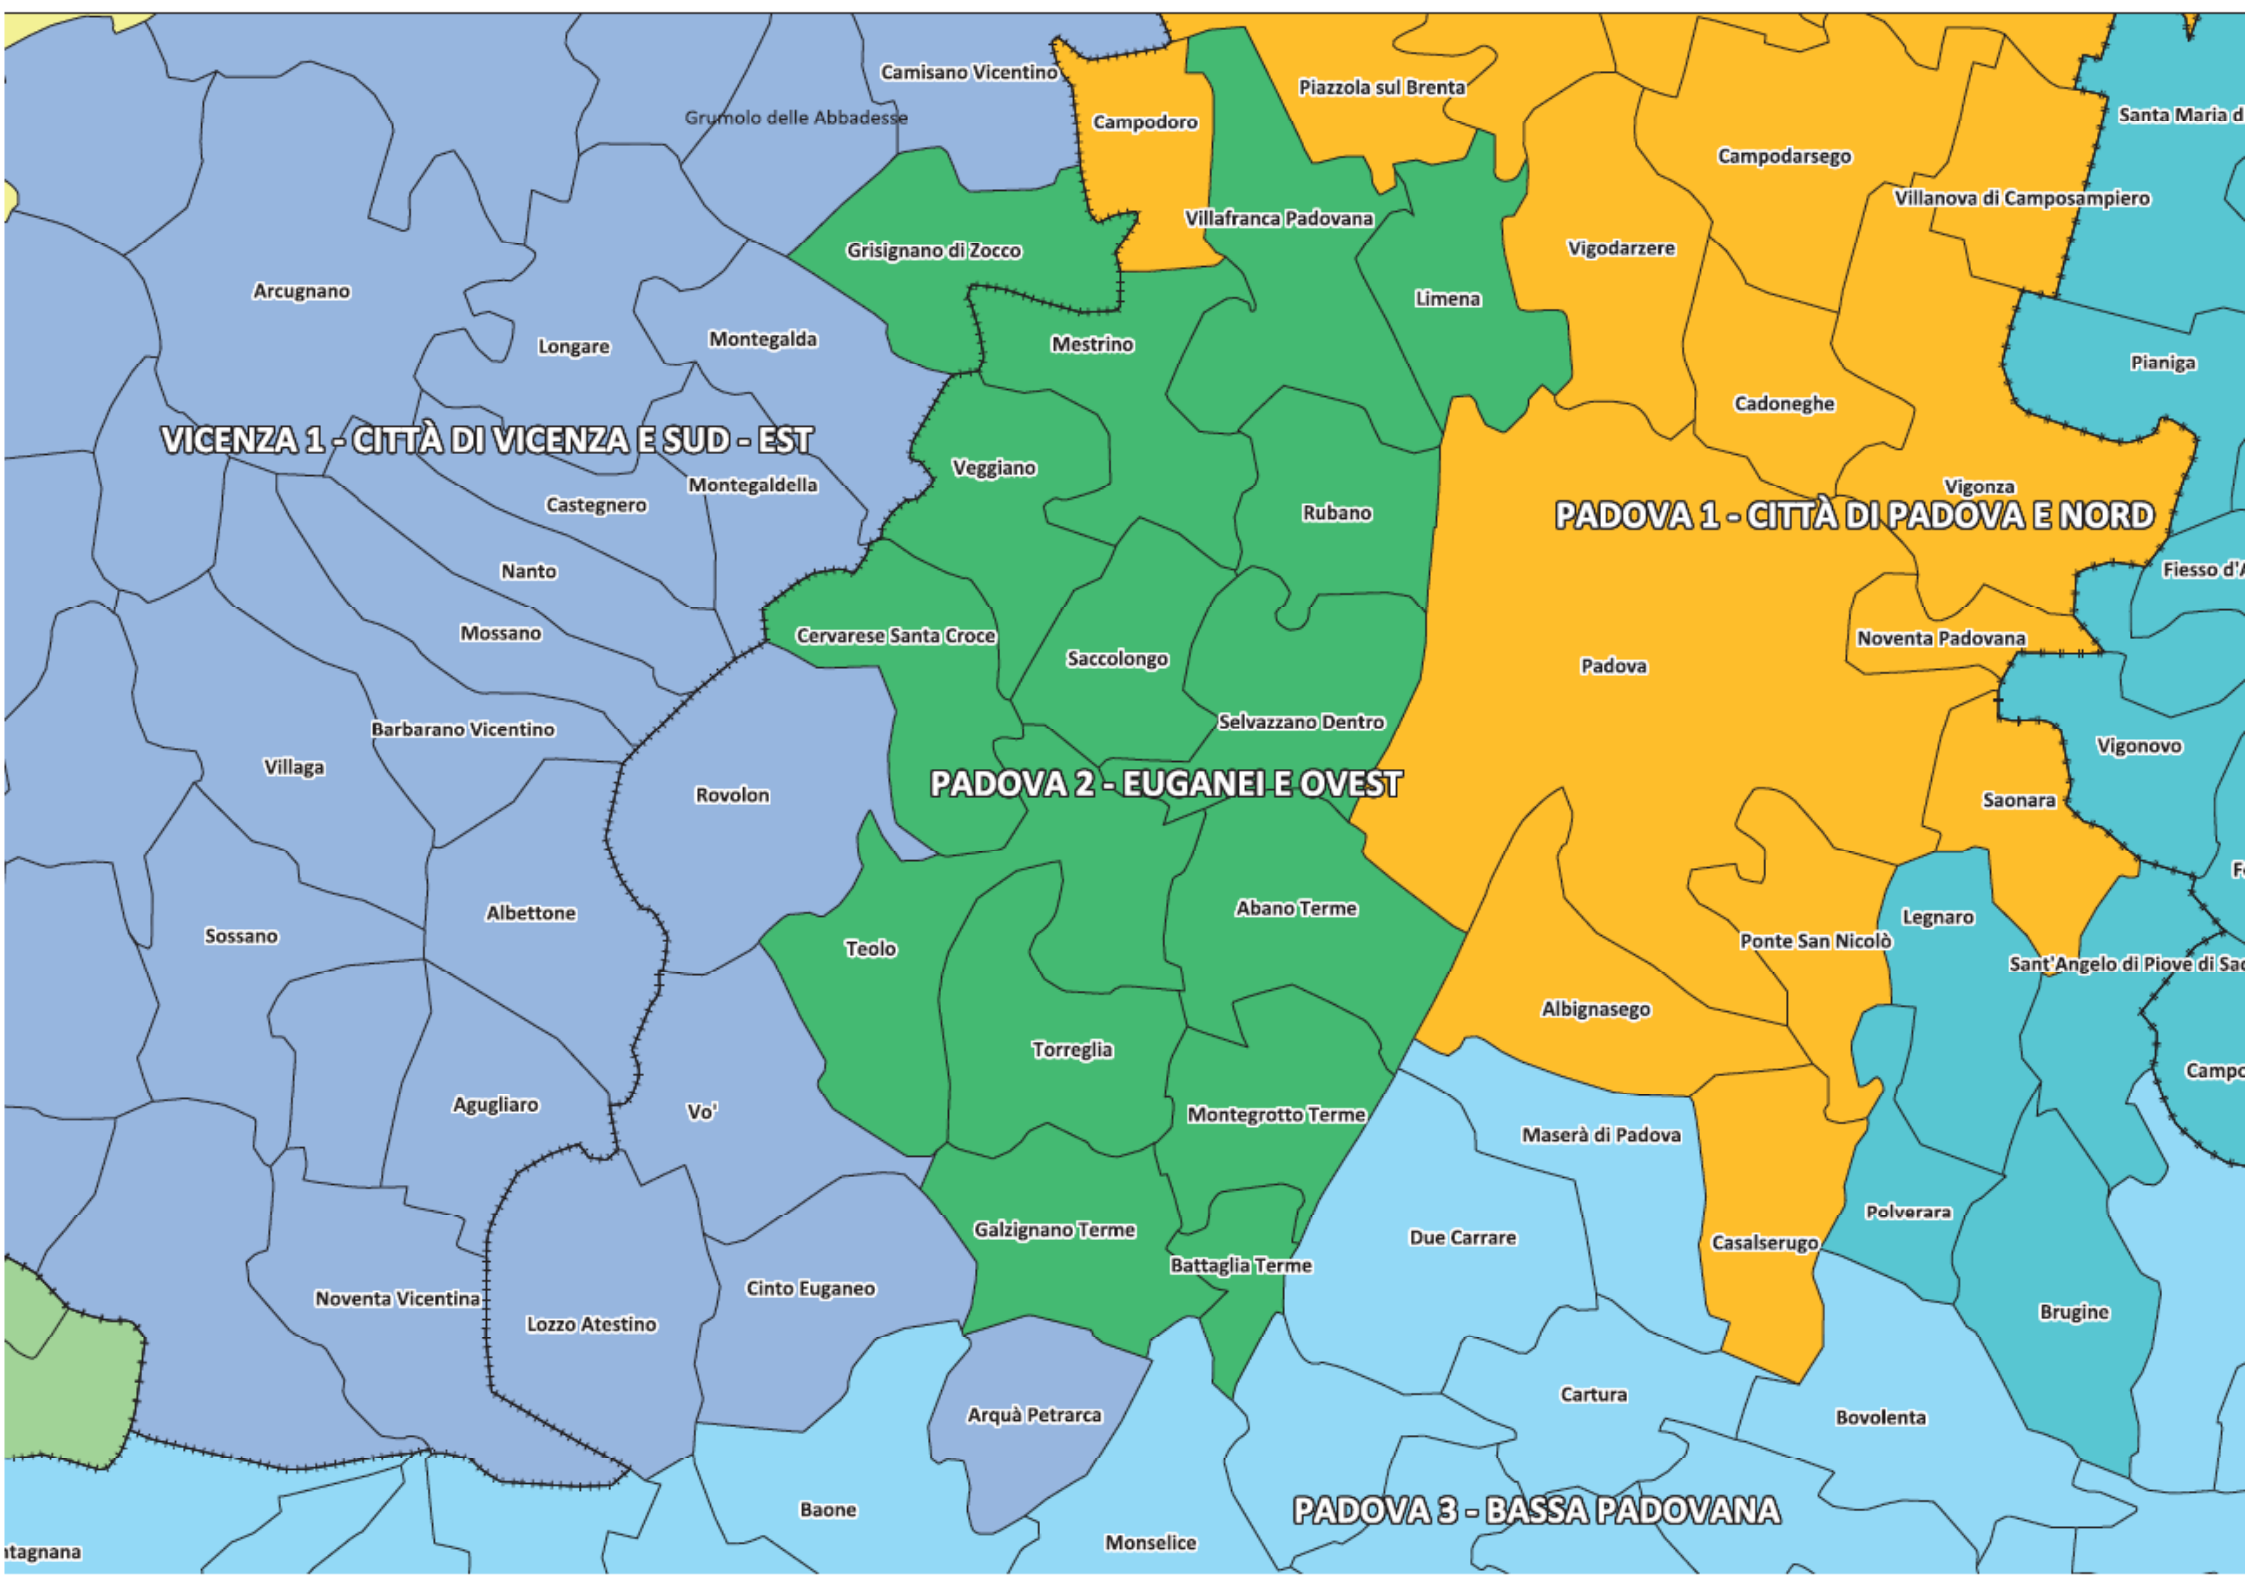 Camisano Vicentino
Piazzola sul Brenta
Grumolo delle Abbadesse
Campodoro
Santa Maria d
Campodarsego
Villanova di Camposampiero
Villafranca Padovana
Grisignano di Zocco
Vigodarzere
Arcugnano
Limena
Longare
Montegalda
Mestrino
Pianiga
Cadoneghe
VICENZA 1 - CITTÀ DI VICENZA E SUD - EST
Veggiano
Montegaldella
Vigonza
Castegnero
Rubano
PADOVA 1 - CITTÀ DI PADOVA E NORD
Nanto
Fiesso d'A
Mossano
Cervarese Santa Croce
Noventa Padovana
Saccolongo
Padova
Selvazzano Dentro
Barbarano Vicentino
Vigonovo
Villaga
PADOVA 2 - EUGANEI E OVEST
Rovolon
Saonara
Abano Terme
Albettone
Legnaro
Sossano
Teolo
Ponte San Nicolò
Sant'Angelo di Piove di Sac
Albignasego
Torreglia
Campo
Agugliaro
Vo'
Montegrotto Terme
Maserà di Padova
Polverara
Galzignano Terme
Due Carrare
Casalserugo
Battaglia Terme
Cinto Euganeo
Noventa Vicentina
Brugine
Lozzo Atestino
Cartura
Arquà Petrarca
Bovolenta
Baone
PADOVA 3 - BASSA PADOVANA
Monselice
ntagnana